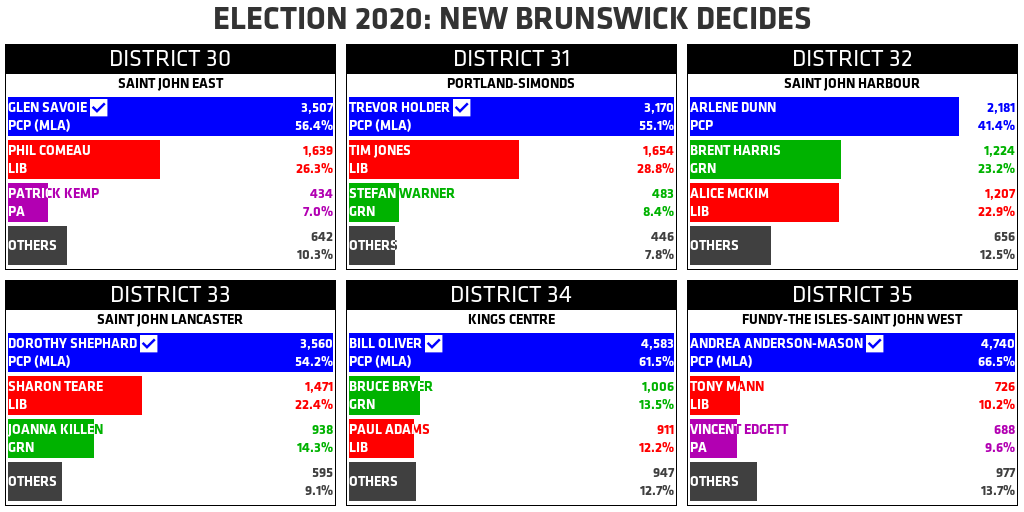 ELECTION 2020: NEW BRUNSWICK DECIDES
DISTRICT 30
SAINT JOHN EAST
GLEN SAVOIE 3,507
PCP (MLA) 56.4%
PHIL COMEAU 1,639
LIB 26.3%
PATRICK KEMP 434
PA 7.0%
OTHERS 642
10.3%
DISTRICT 31
PORTLAND-SIMONDS
TREVOR HOLDER 3,170
PCP (MLA) 55.1%
TIM JONES 1,654
LIB 28.8%
STEFAN WARNER 483
GRN 8.4%
OTHERS 446
7.8%
DISTRICT 32
SAINT JOHN HARBOUR
ARLENE DUNN 2,181
PCP 41.4%
BRENT HARRIS 1,224
GRN 23.2%
ALICE MCKIM 1,207
LIB 22.9%
OTHERS 656
12.5%
DISTRICT 33
SAINT JOHN LANCASTER
DOROTHY SHEPHARD 3,560
PCP (MLA) 54.2%
SHARON TEARE 1,471
LIB 22.4%
JOANNA KILLEN 938
GRN 14.3%
OTHERS 595
9.1%
DISTRICT 34
KINGS CENTRE
BILL OLIVER 4,583
PCP (MLA) 61.5%
BRUCE BRYER 1,006
GRN 13.5%
PAUL ADAMS 911
LIB 12.2%
OTHERS 947
12.7%
DISTRICT 35
FUNDY-THE ISLES-SAINT JOHN WEST
ANDREA ANDERSON-MASON 4,740
PCP (MLA) 66.5%
TONY MANN 726
LIB 10.2%
VINCENT EDGETT 688
PA 9.6%
OTHERS 977
13.7%